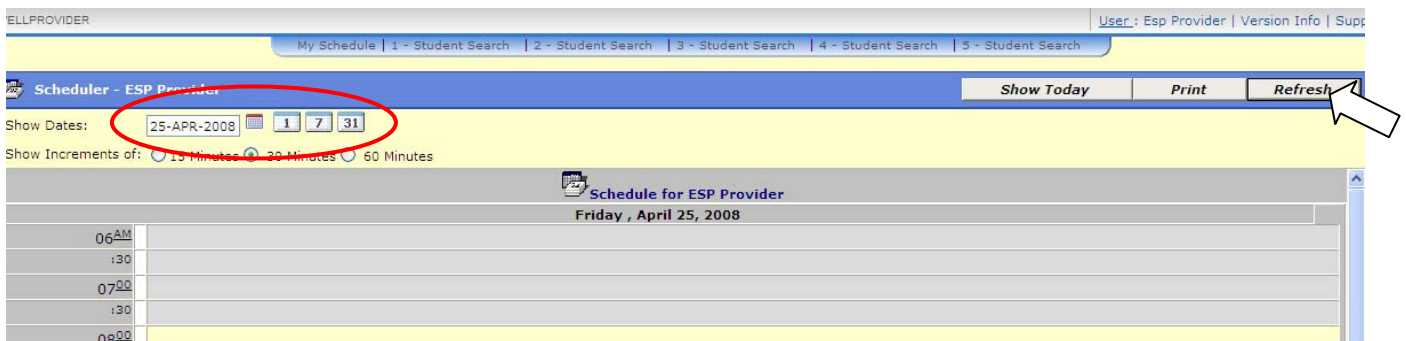 ELLPROVIDER User : Esp Provider | Version Info | Supp
My Schedule | 1 - Student Search | 2 - Student Search | 3 - Student Search | 4 - Student Search | 5 - Student Search
Scheduler - ESP Provider Show Today Print Refresh
Show Dates: 25-APR-2008 1 7 31
Show Increments of: 15 Minutes 30 Minutes 60 Minutes
Schedule for ESP Provider
Friday , April 25, 2008
06AM
:30
0700
:30
0800